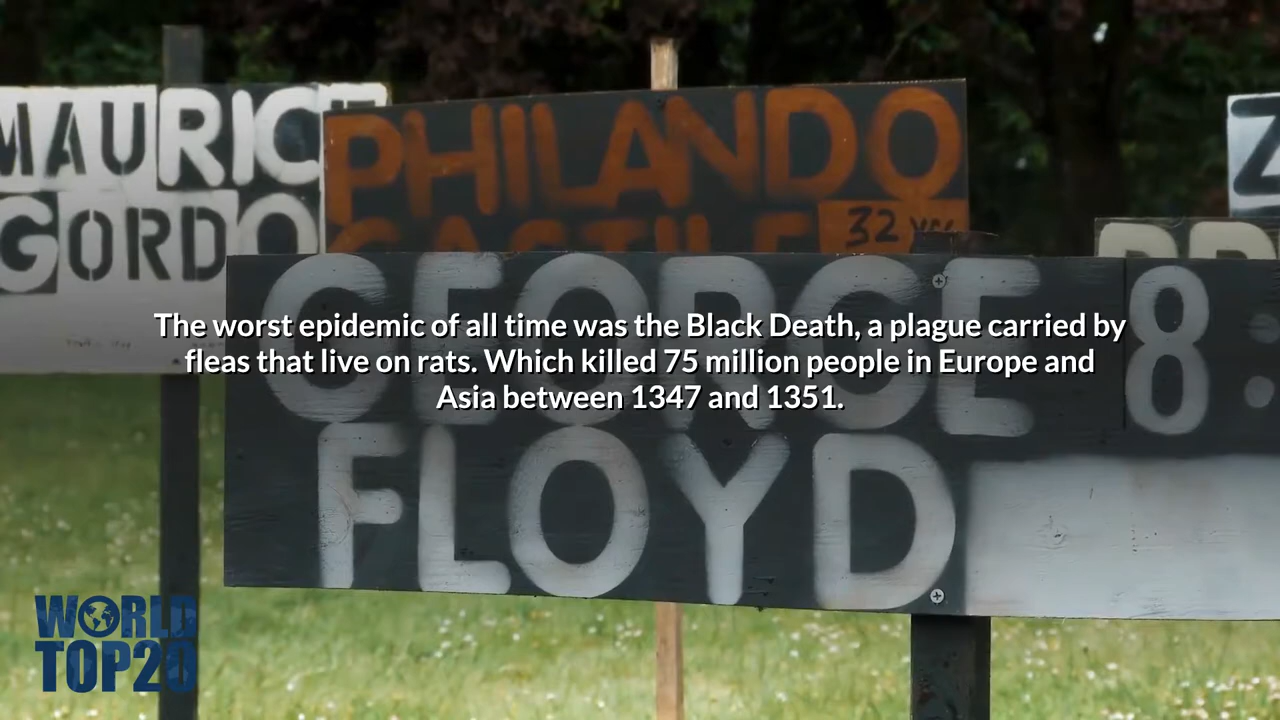 MAURICE
GORDO
PHILANDO
CASTILE 32
GEORGE 8:
FLOYD
The worst epidemic of all time was the Black Death, a plague carried by
fleas that live on rats. Which killed 75 million people in Europe and
Asia between 1347 and 1351.
WORLD
TOP20